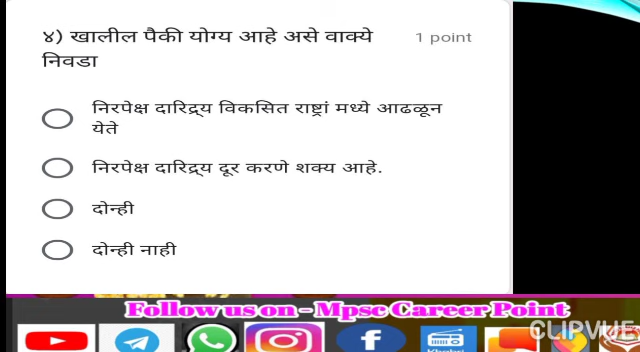 ४) खालील पैकी योग्य आहे असे वाक्ये 1 point
निवडा
निरपेक्ष दारिद्र्य विकसित राष्ट्रां मध्ये आढळून
येते
निरपेक्ष दारिद्र्य दूर करणे शक्य आहे.
दोन्ही
दोन्ही नाही
Follow us on - Mpsc Career Point
CLIPVUE